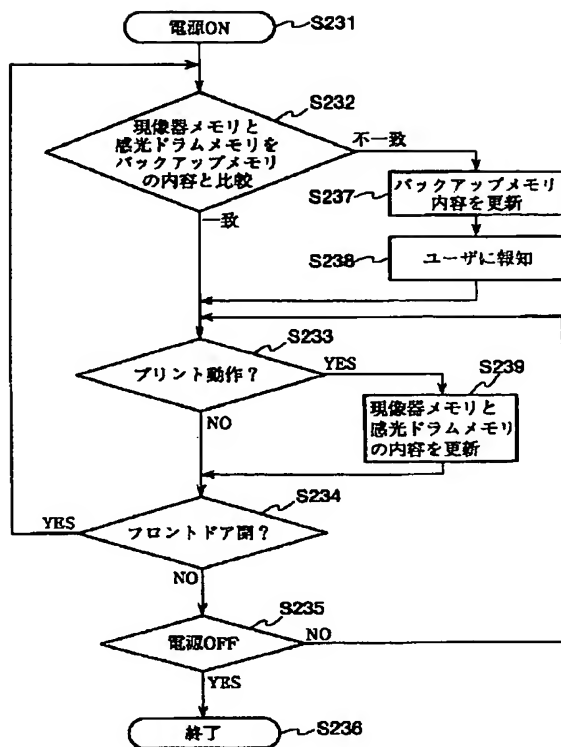 電源ON
S231
S232
現像器メモリと
感光ドラムメモリを
バックアップメモリ
の内容と比較
不一致
一致
S237
バックアップメモリ
内容を更新
S238
ユーザに報知
S233
プリント動作？
YES
NO
S239
現像器メモリと
感光ドラムメモリ
の内容を更新
S234
フロントドア閉？
YES
NO
S235
電源OFF
NO
YES
終了
S236